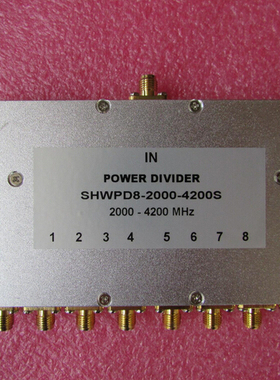 IN
POWER DIVIDER
SHWPD8-2000-4200S
2000 - 4200 MHz
1 2 3 4 5 6 7 8